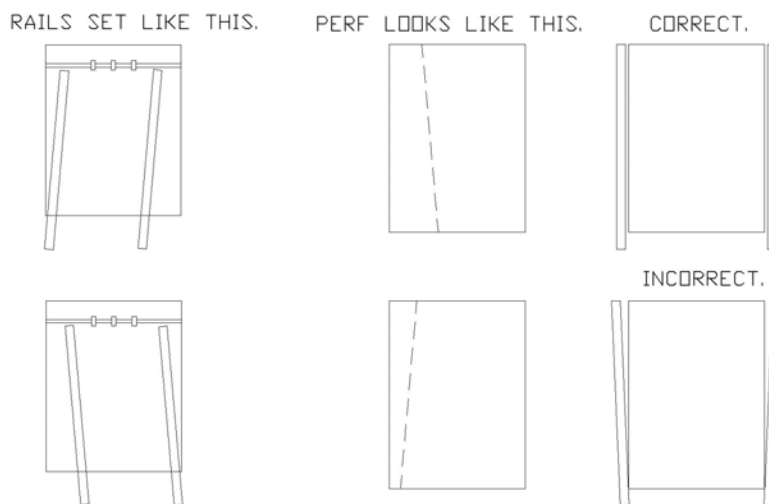 RAILS SET LIKE THIS.
PERF LOOKS LIKE THIS.
CORRECT.
INCORRECT.